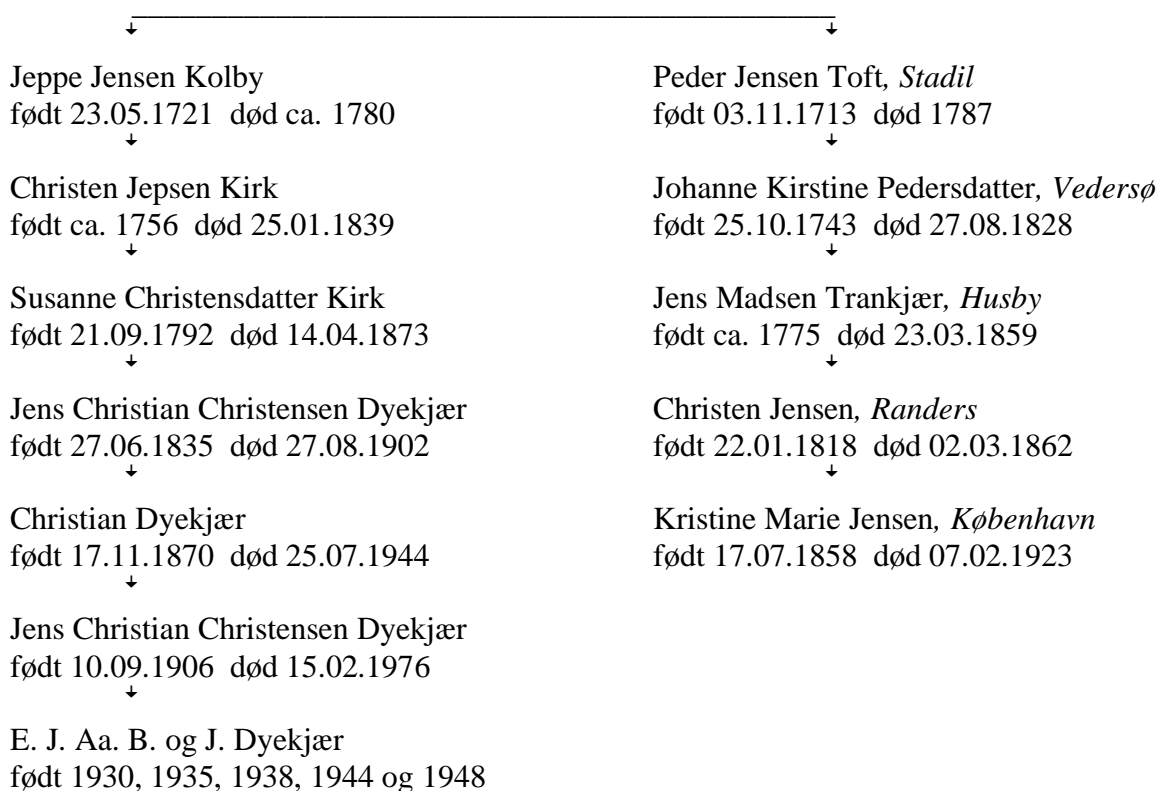 Jeppe Jensen Kolby
født 23.05.1721 død ca. 1780
Christen Jepsen Kirk
født ca. 1756 død 25.01.1839
Susanne Christensdatter Kirk
født 21.09.1792 død 14.04.1873
Jens Christian Christensen Dyekjær
født 27.06.1835 død 27.08.1902
Christian Dyekjær
født 17.11.1870 død 25.07.1944
Jens Christian Christensen Dyekjær
født 10.09.1906 død 15.02.1976
E. J. Aa. B. og J. Dyekjær
født 1930, 1935, 1938, 1944 og 1948
Peder Jensen Toft, Stadil
født 03.11.1713 død 1787
Johanne Kirstine Pedersdatter, Vedersø
født 25.10.1743 død 27.08.1828
Jens Madsen Trankjær, Husby
født ca. 1775 død 23.03.1859
Christen Jensen, Randers
født 22.01.1818 død 02.03.1862
Kristine Marie Jensen, København
født 17.07.1858 død 07.02.1923